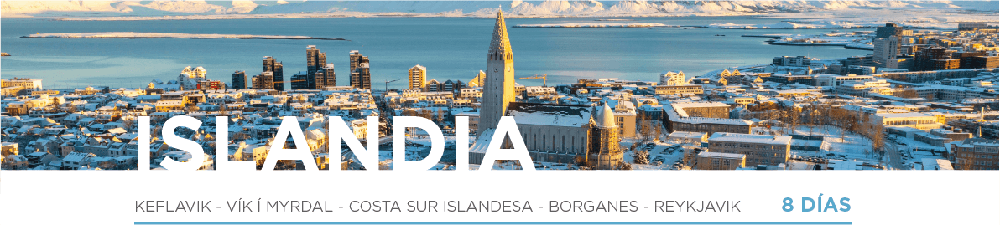 ISLANDIA
KEFLAVIK - VÍK Í MYRDAL - COSTA SUR ISLANDESA - BORGANES - REYKJAVIK 8 DÍAS